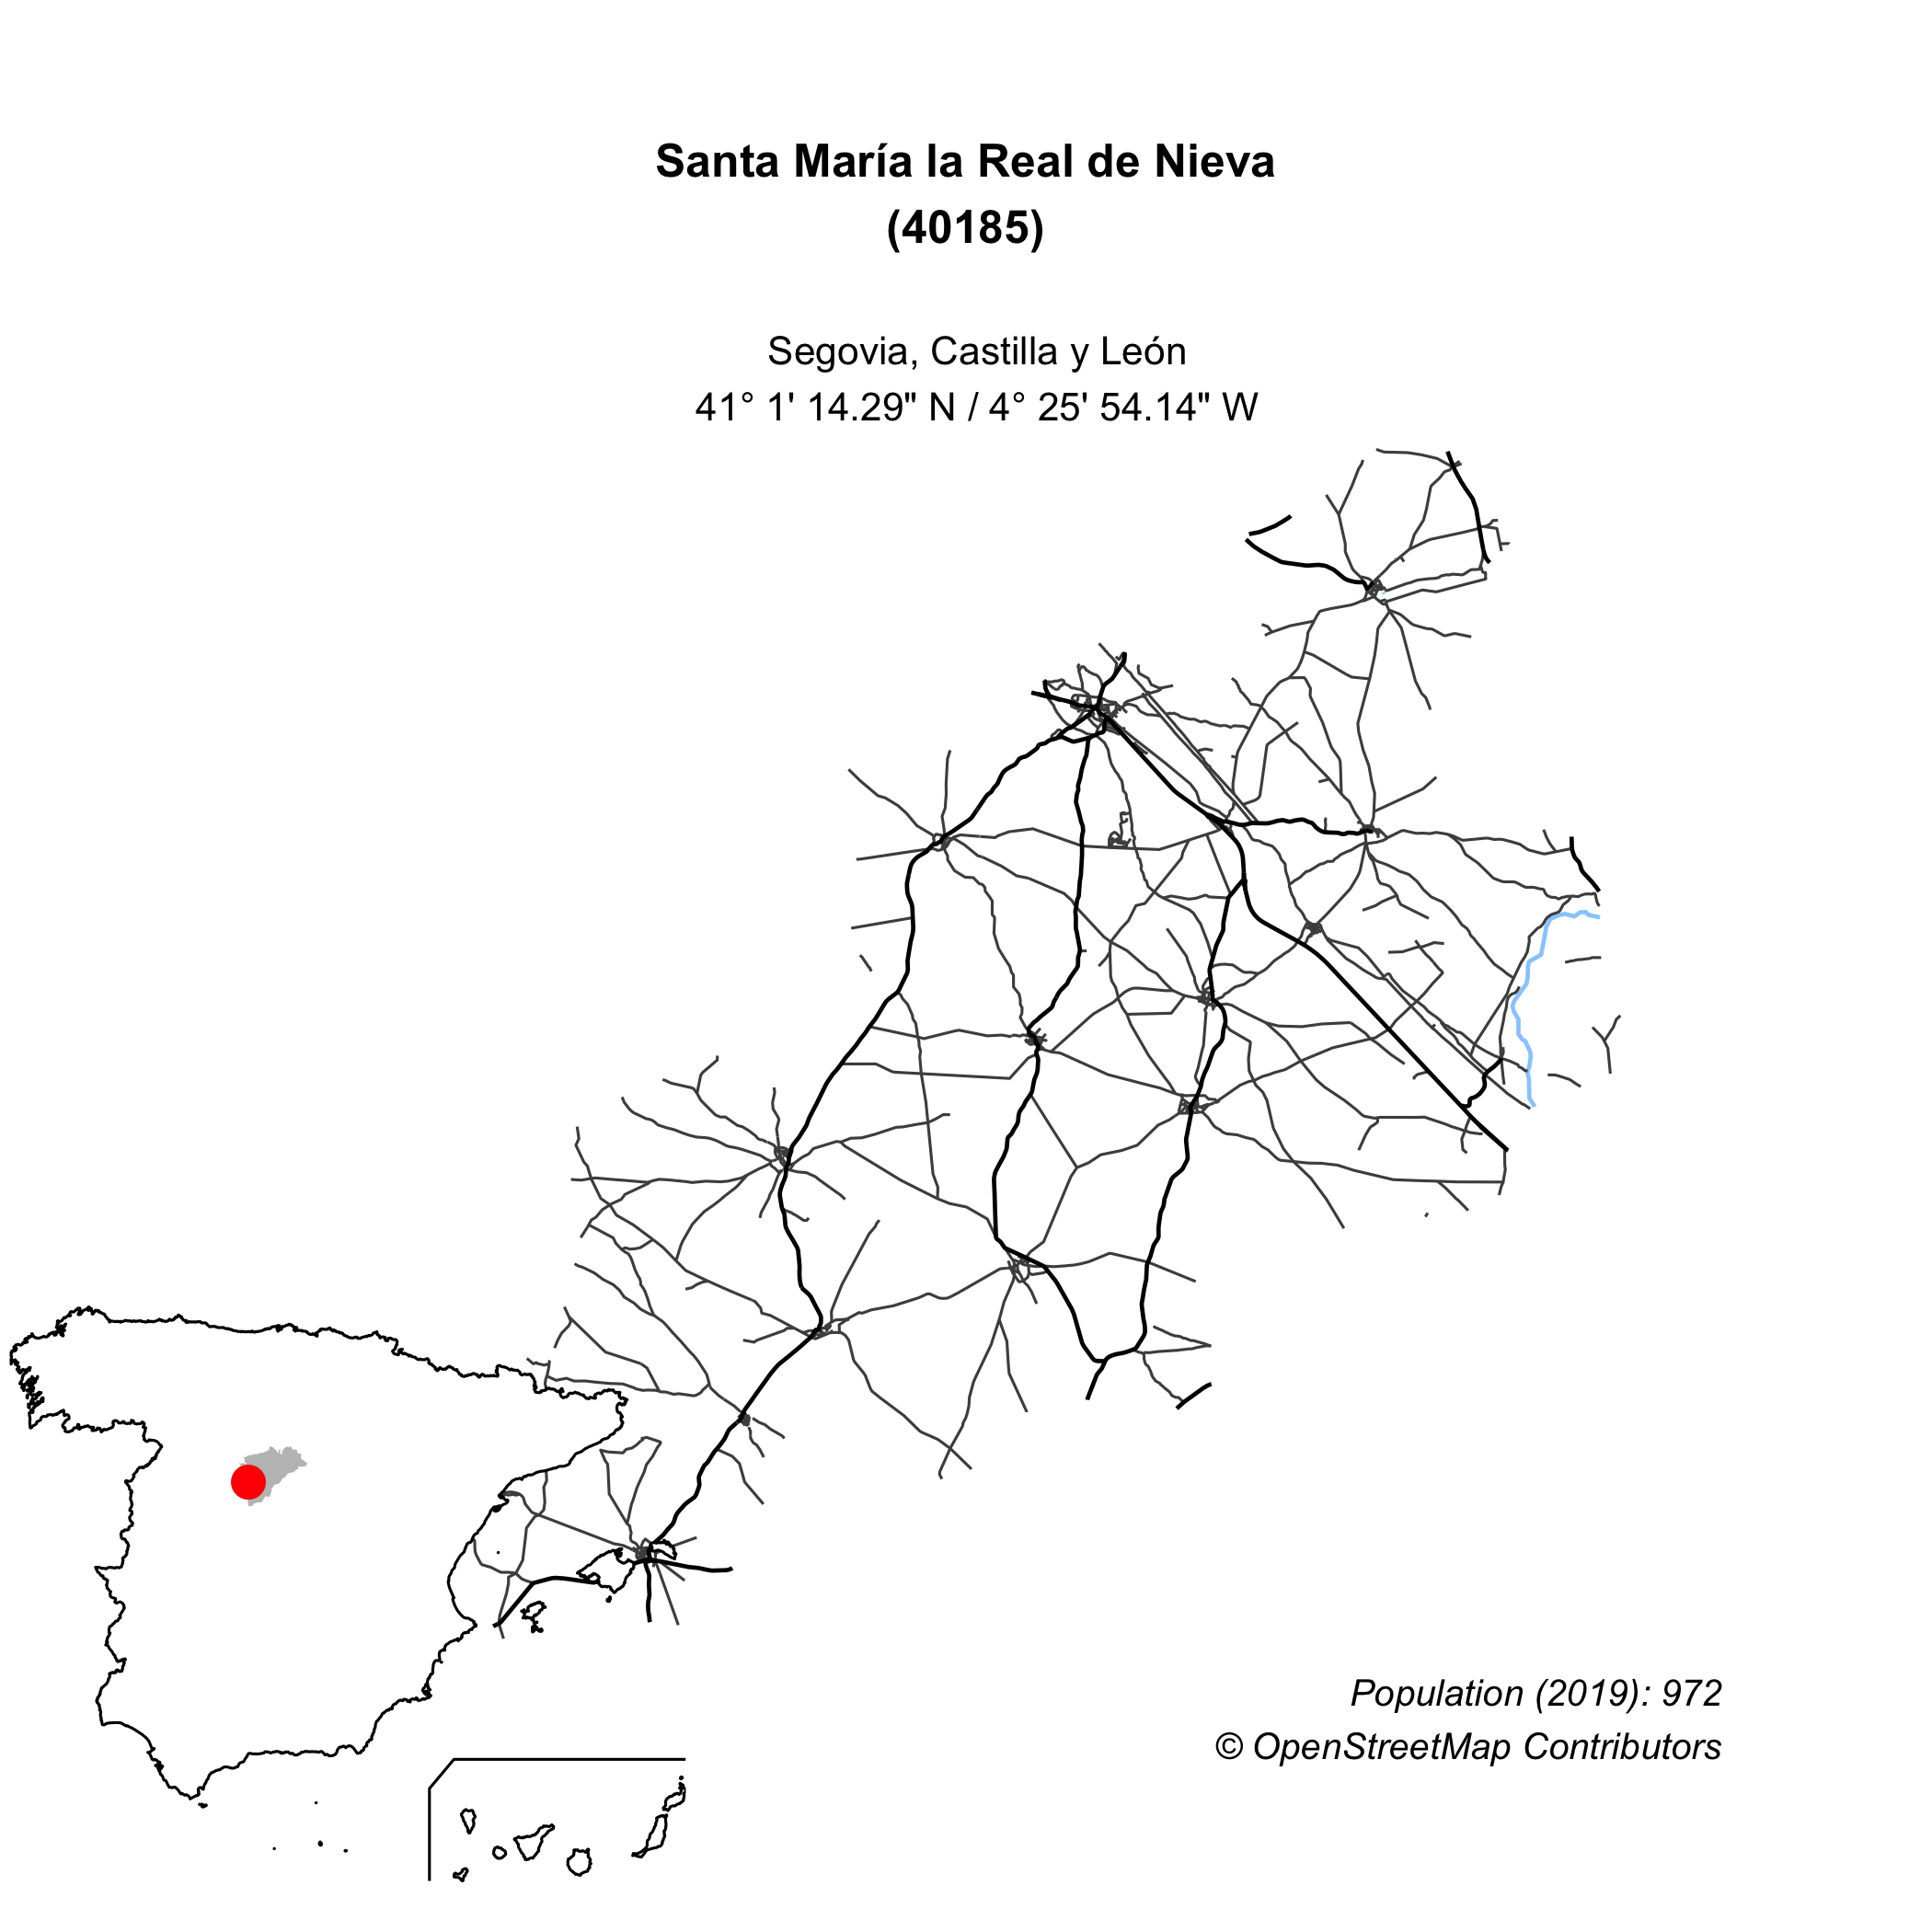 Santa María la Real de Nieva
(40185)
Segovia, Castilla y León
41° 1' 14.29" N / 4° 25' 54.14" W
Population (2019): 972
© OpenStreetMap Contributors